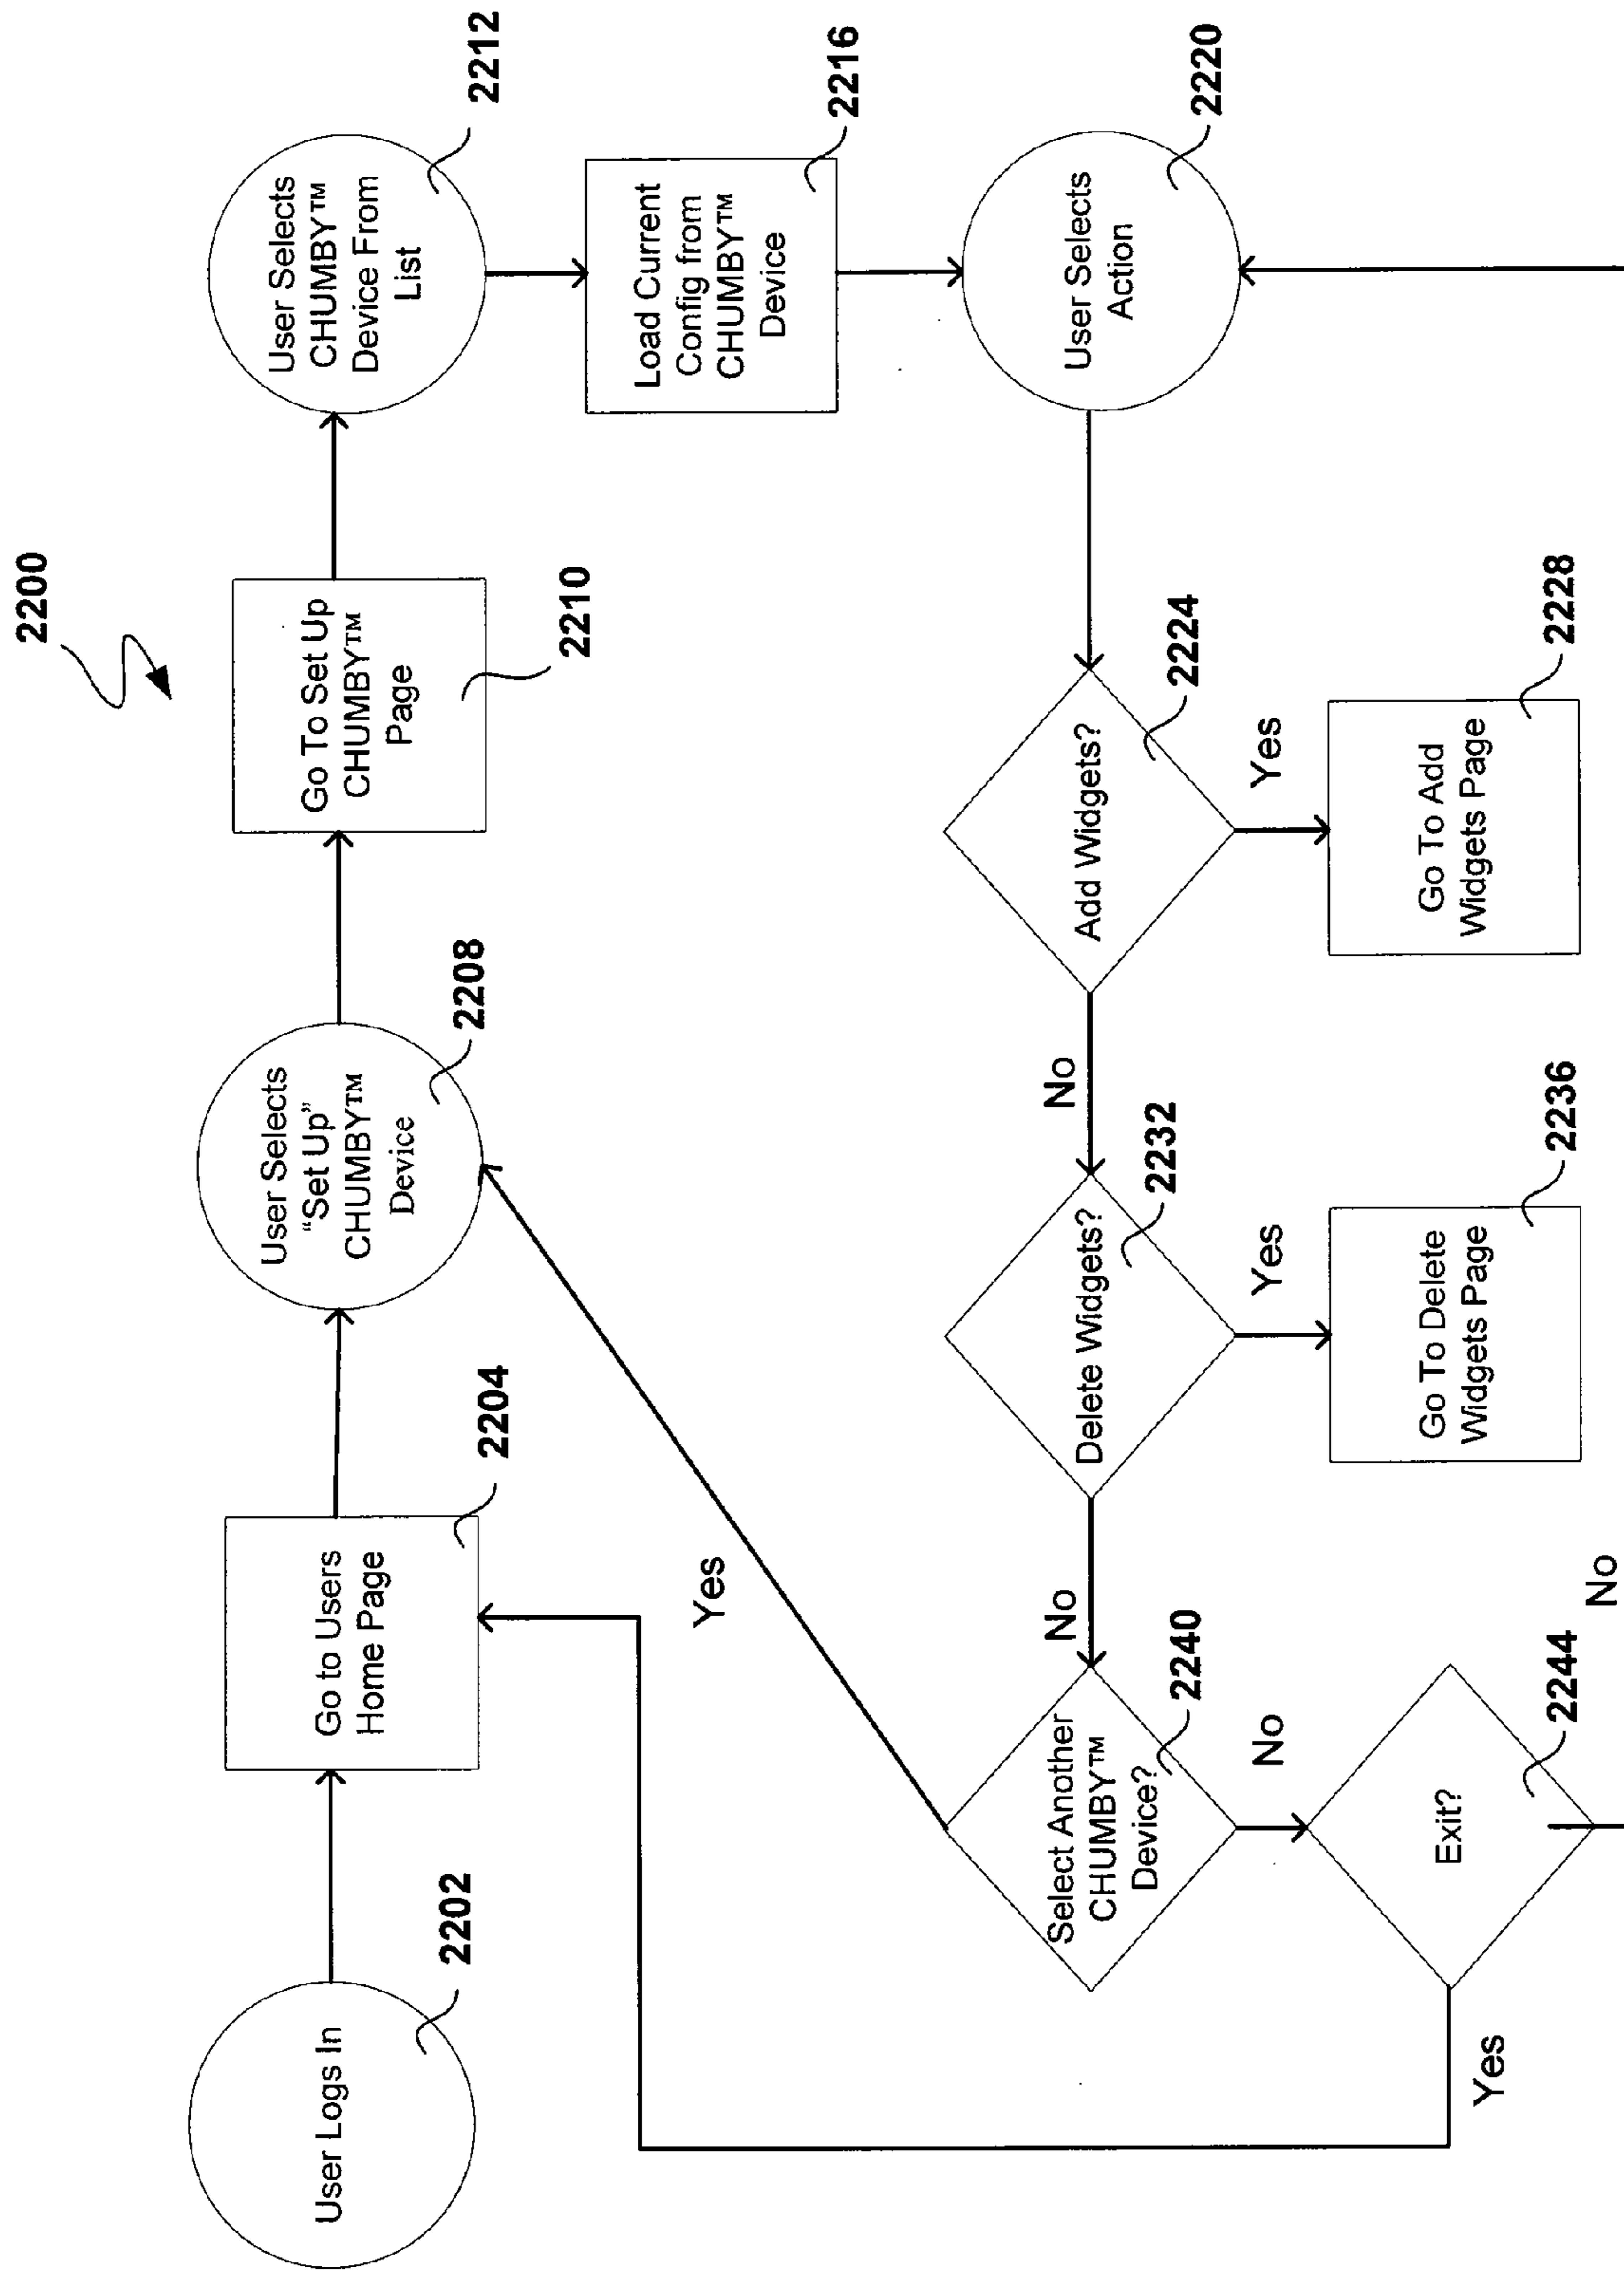 2200
User Logs In
2202
Go to Users
Home Page
2204
User Selects
“Set Up”
CHUMBY™
Device
2208
Go To Set Up
CHUMBY™
Page
2210
User Selects
CHUMBY™
Device From
List
2212
Load Current
Config from
CHUMBY™
Device
2216
User Selects
Action
2220
Add Widgets?
2224
Yes
Go To Add
Widgets Page
2228
No
Delete Widgets?
2232
Yes
Go To Delete
Widgets Page
2236
No
Select Another
CHUMBY™
Device?
2240
Yes
No
Exit?
2244
Yes
No